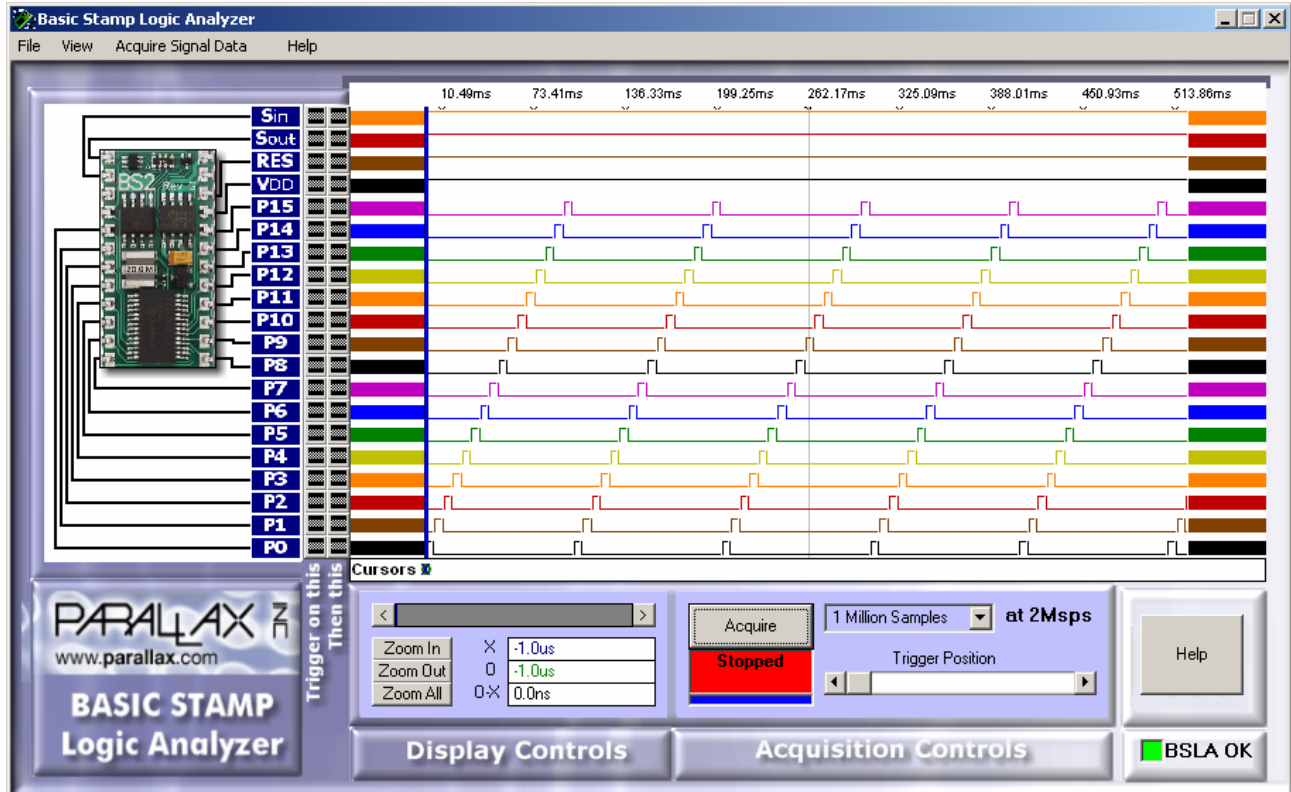 Basic Stamp Logic Analyzer
File View Acquire Signal Data Help
10.49ms 73.41ms 136.33ms 199.25ms 262.17ms 325.09ms 388.01ms 450.93ms 513.86ms
Sin
Sout
RES
VDD
P15
P14
P13
P12
P11
P10
P9
P8
P7
P6
P5
P4
P3
P2
P1
P0
BS2 Rev
Trigger on this
Then this
Cursors
PARALLAX INC
www.parallax.com
BASIC STAMP
Logic Analyzer
< >
Zoom In X -1.0us
Zoom Out O -1.0us
Zoom All O-X 0.0ns
Display Controls
Acquire
Stopped
1 Million Samples at 2Msps
Trigger Position
Acquisition Controls
Help
BSLA OK